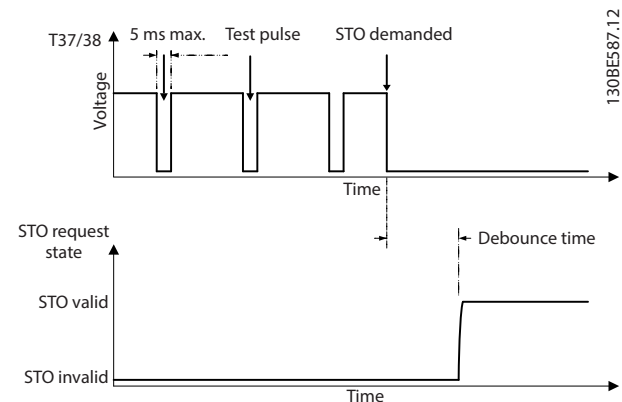 T37/38
5 ms max.
Test pulse
STO demanded
130BE587.12
Voltage
Time
STO request
state
Debounce time
STO valid
STO invalid
Time